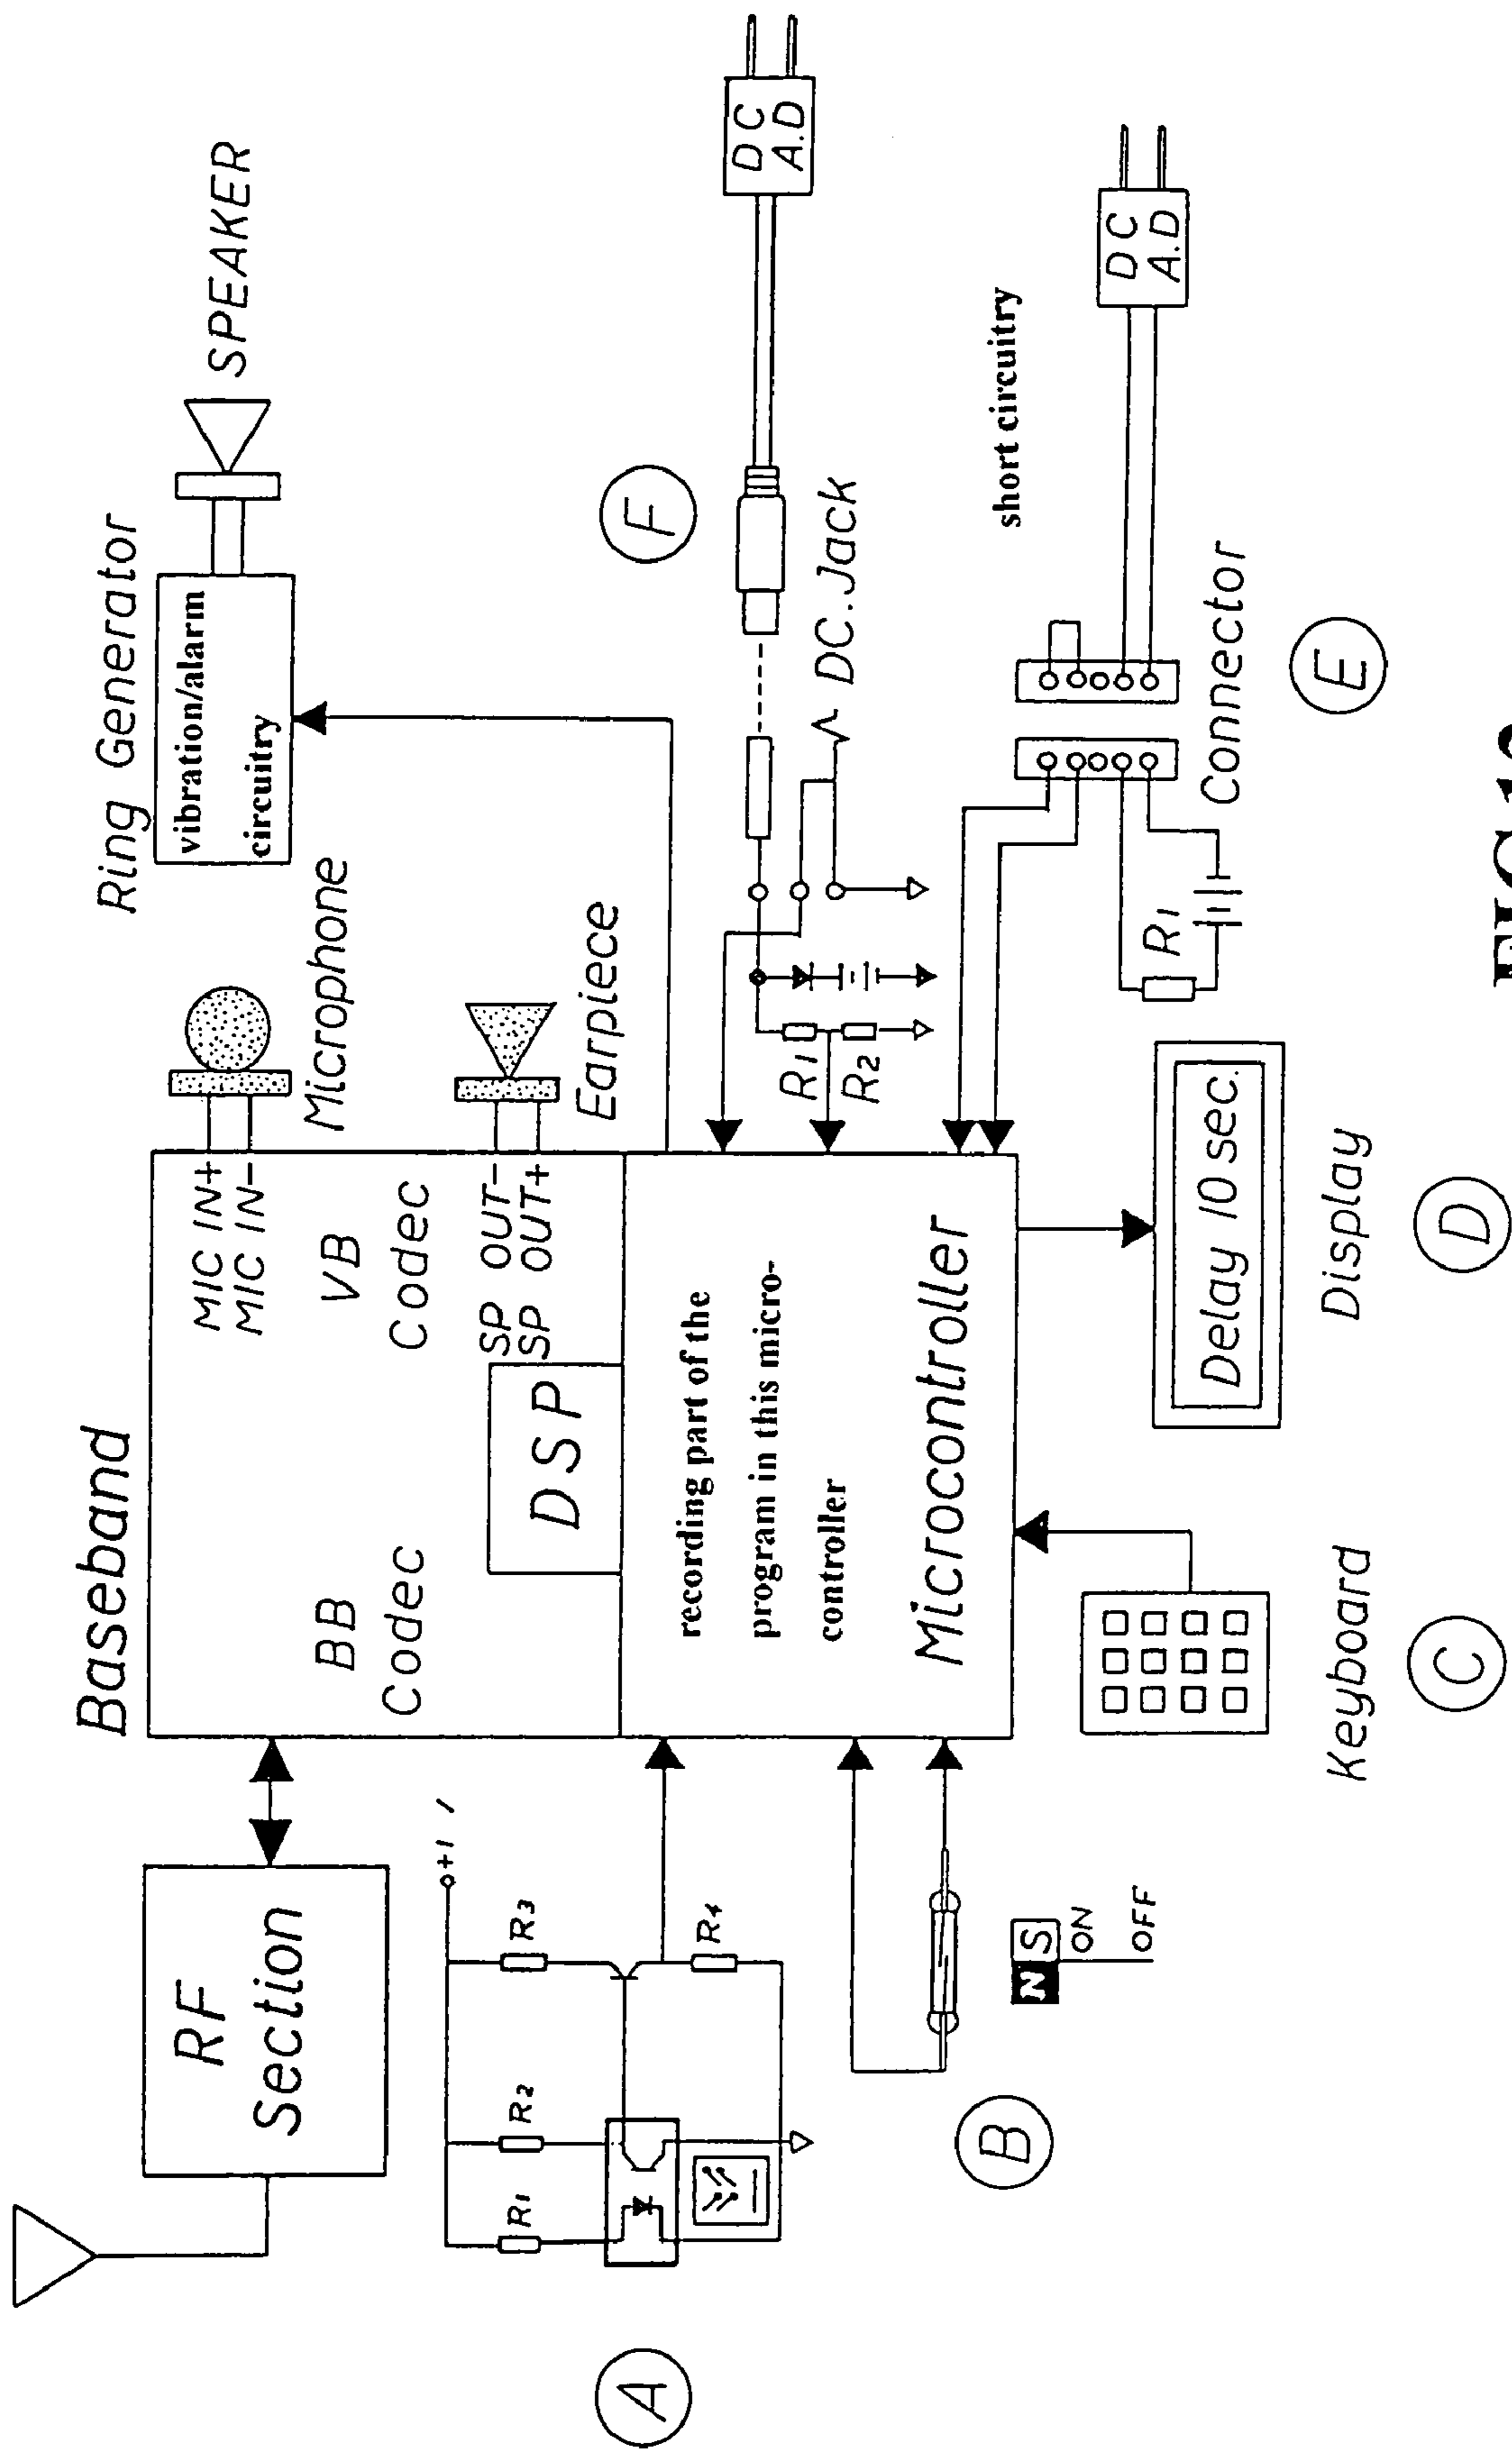 Baseband
RF
Section
BB
Codec
VB
Codec
MIC IN+
MIC IN-
SP OUT-
SP OUT+
DSP
recording part of the
program in this micro-
controller
Microcontroller
Microphone
Earpiece
Ring Generator
vibration/alarm
circuitry
SPEAKER
R1
R2
R3
R4
A
B
N S
ON
OFF
Keyboard
C
Delay 10 sec.
Display
D
R1
R2
DC.Jack
F
DC
A.D
short circuitry
R1
Connector
E
DC
A.D